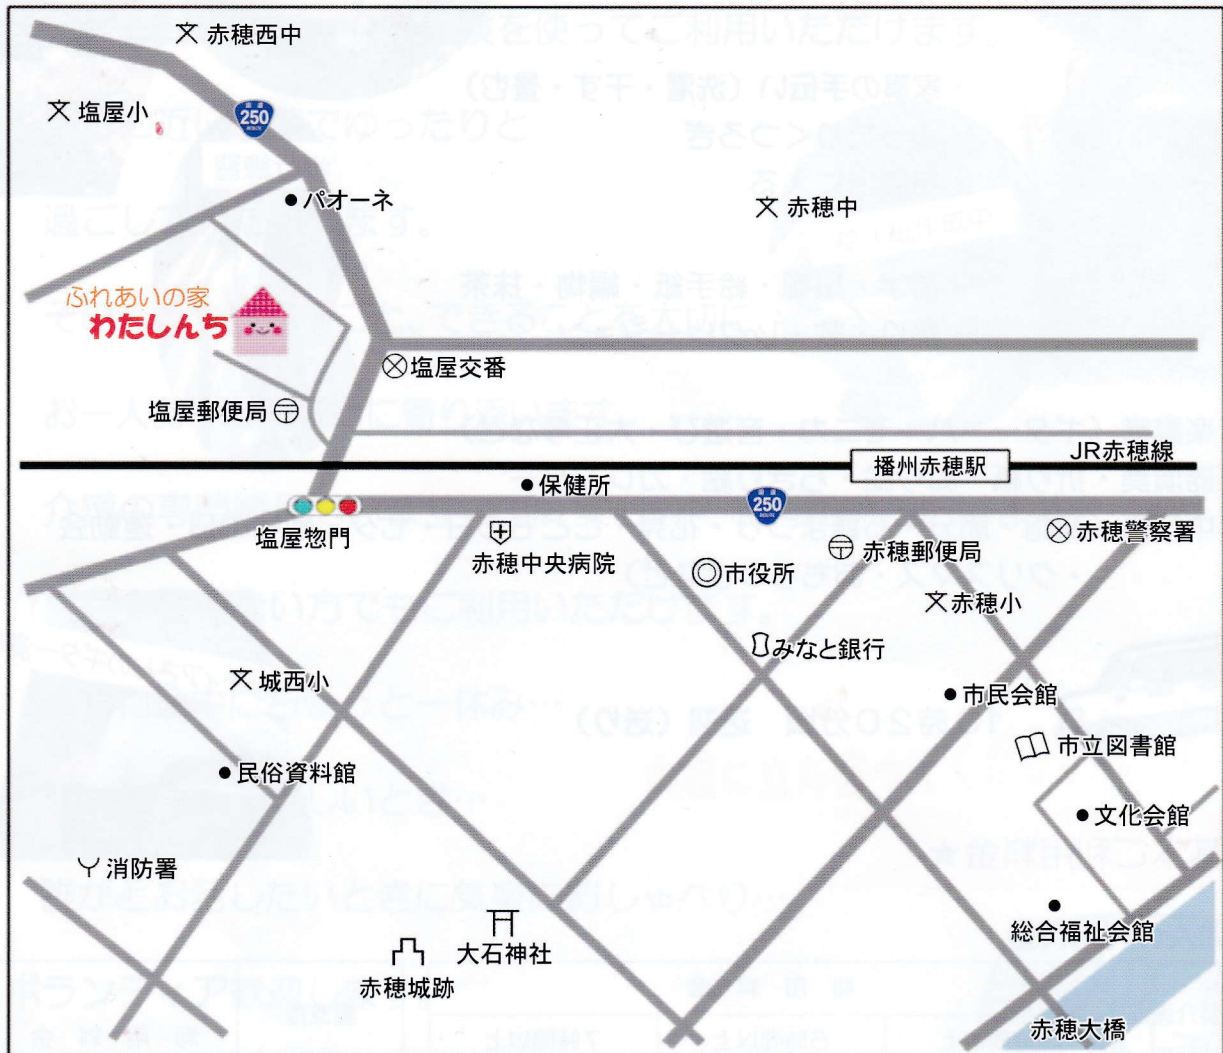 赤穂西中
塩屋小
国道
250
ROUTE
パオーネ
赤穂中
ふれあいの家
わたしんち
塩屋交番
塩屋郵便局
JR赤穂線
播州赤穂駅
保健所
国道
250
ROUTE
塩屋惣門
赤穂中央病院
市役所
赤穂郵便局
赤穂警察署
赤穂小
みなと銀行
城西小
市民会館
市立図書館
民俗資料館
文化会館
消防署
総合福祉会館
大石神社
赤穂城跡
赤穂大橋